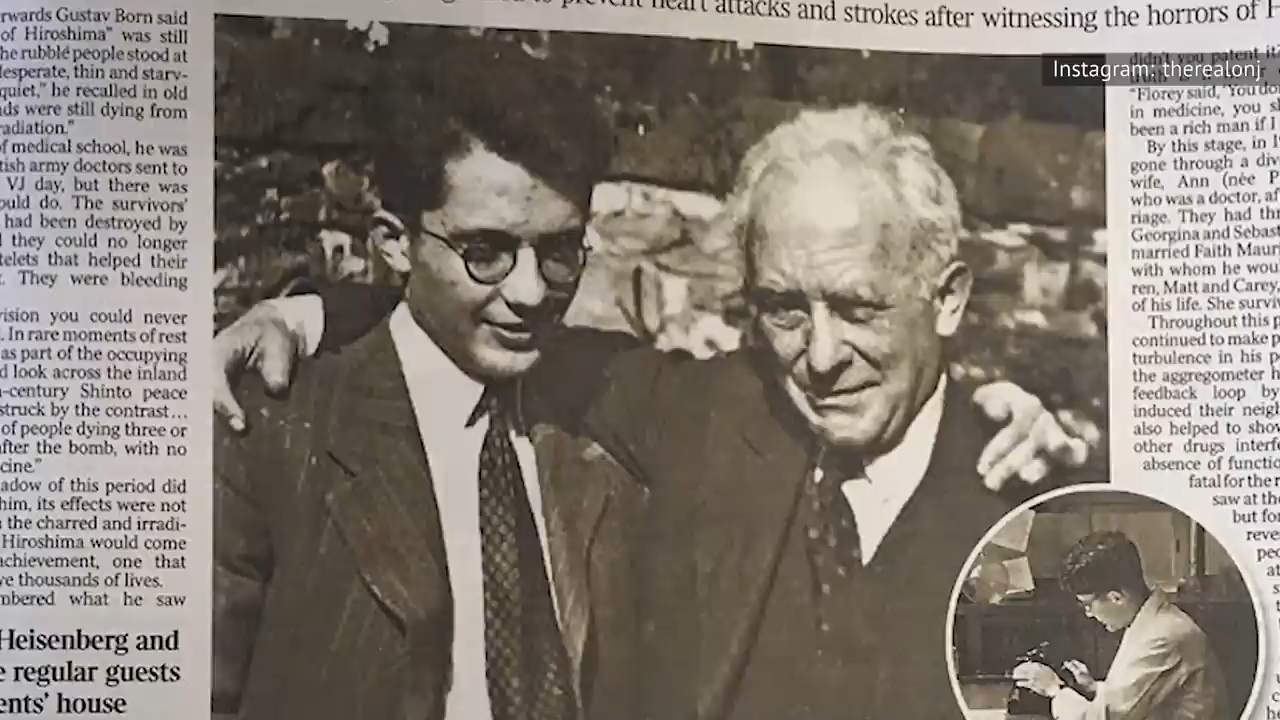 to prevent heart attacks and strokes after witnessing the horrors of
Instagram: therealonj
rwards Gustav Born said
of Hiroshima" was still
he rubble people stood at
desperate, thin and starv-
quiet," he recalled in old
ds were still dying from
radiation."
of medical school, he was
tish army doctors sent to
VJ day, but there was
ould do. The survivors'
had been destroyed by
they could no longer
telets that helped their
They were bleeding
vision you could never
. In rare moments of rest
as part of the occupying
d look across the inland
-century Shinto peace
struck by the contrast…
of people dying three or
after the bomb, with no
cine."
adow of this period did
him, its effects were not
the charred and irradi-
Hiroshima would come
achievement, one that
ve thousands of lives.
mbered what he saw
Heisenberg and
e regular guests
ents' house
didn't you patent it
"Florey said, 'You do
in medicine, you s
been a rich man if I
By this stage, in 1
gone through a div
wife, Ann (née P
who was a doctor, af
riage. They had th
Georgina and Sebast
married Faith Maur
with whom he wou
ren, Matt and Carey,
of his life. She survi
Throughout this p
continued to make p
turbulence in his p
the aggregometer h
feedback loop by
induced their neig
also helped to show
other drugs interf
absence of functio
fatal for the
saw at the
but fo
reve
pe
at